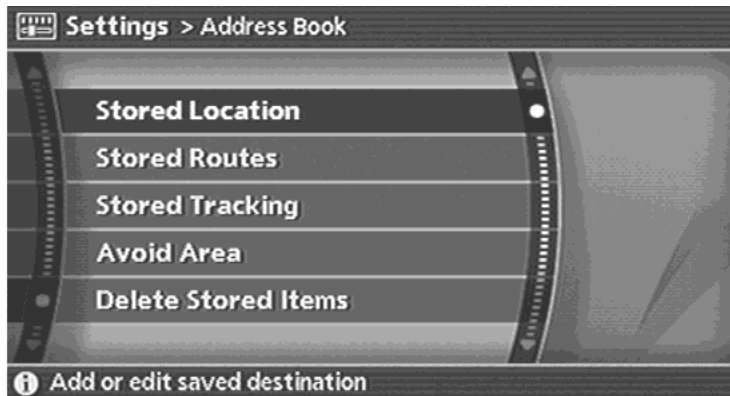 Settings > Address Book
Stored Location
Stored Routes
Stored Tracking
Avoid Area
Delete Stored Items
Add or edit saved destination